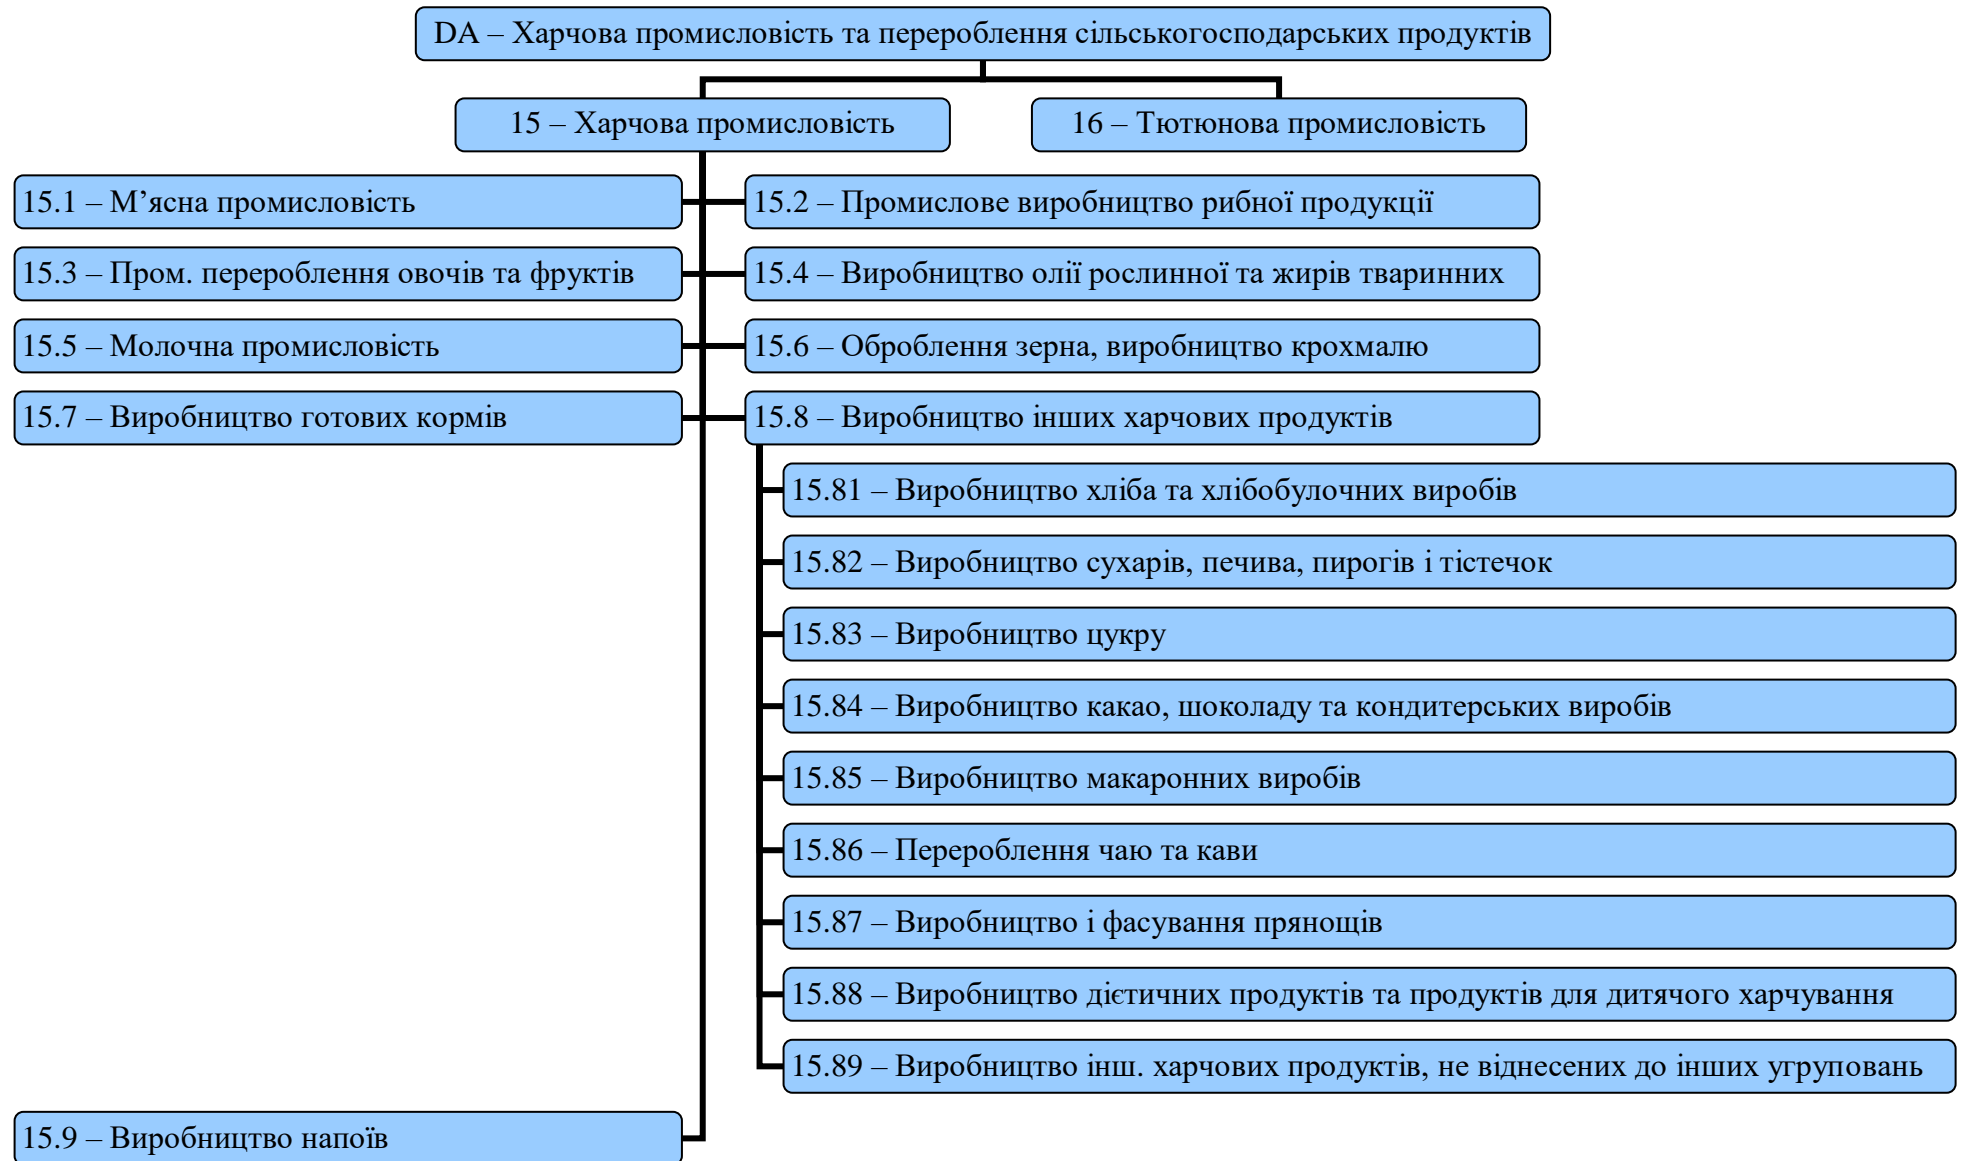 DA – Харчова промисловість та перероблення сільськогосподарських продуктів
15 – Харчова промисловість
16 – Тютюнова промисловість
15.1 – М’ясна промисловість
15.2 – Промислове виробництво рибної продукції
15.3 – Пром. перероблення овочів та фруктів
15.4 – Виробництво олії рослинної та жирів тваринних
15.5 – Молочна промисловість
15.6 – Оброблення зерна, виробництво крохмалю
15.7 – Виробництво готових кормів
15.8 – Виробництво інших харчових продуктів
15.81 – Виробництво хліба та хлібобулочних виробів
15.82 – Виробництво сухарів, печива, пирогів і тістечок
15.83 – Виробництво цукру
15.84 – Виробництво какао, шоколаду та кондитерських виробів
15.85 – Виробництво макаронних виробів
15.86 – Перероблення чаю та кави
15.87 – Виробництво і фасування прянощів
15.88 – Виробництво дієтичних продуктів та продуктів для дитячого харчування
15.89 – Виробництво інш. харчових продуктів, не віднесених до інших угруповань
15.9 – Виробництво напоїв